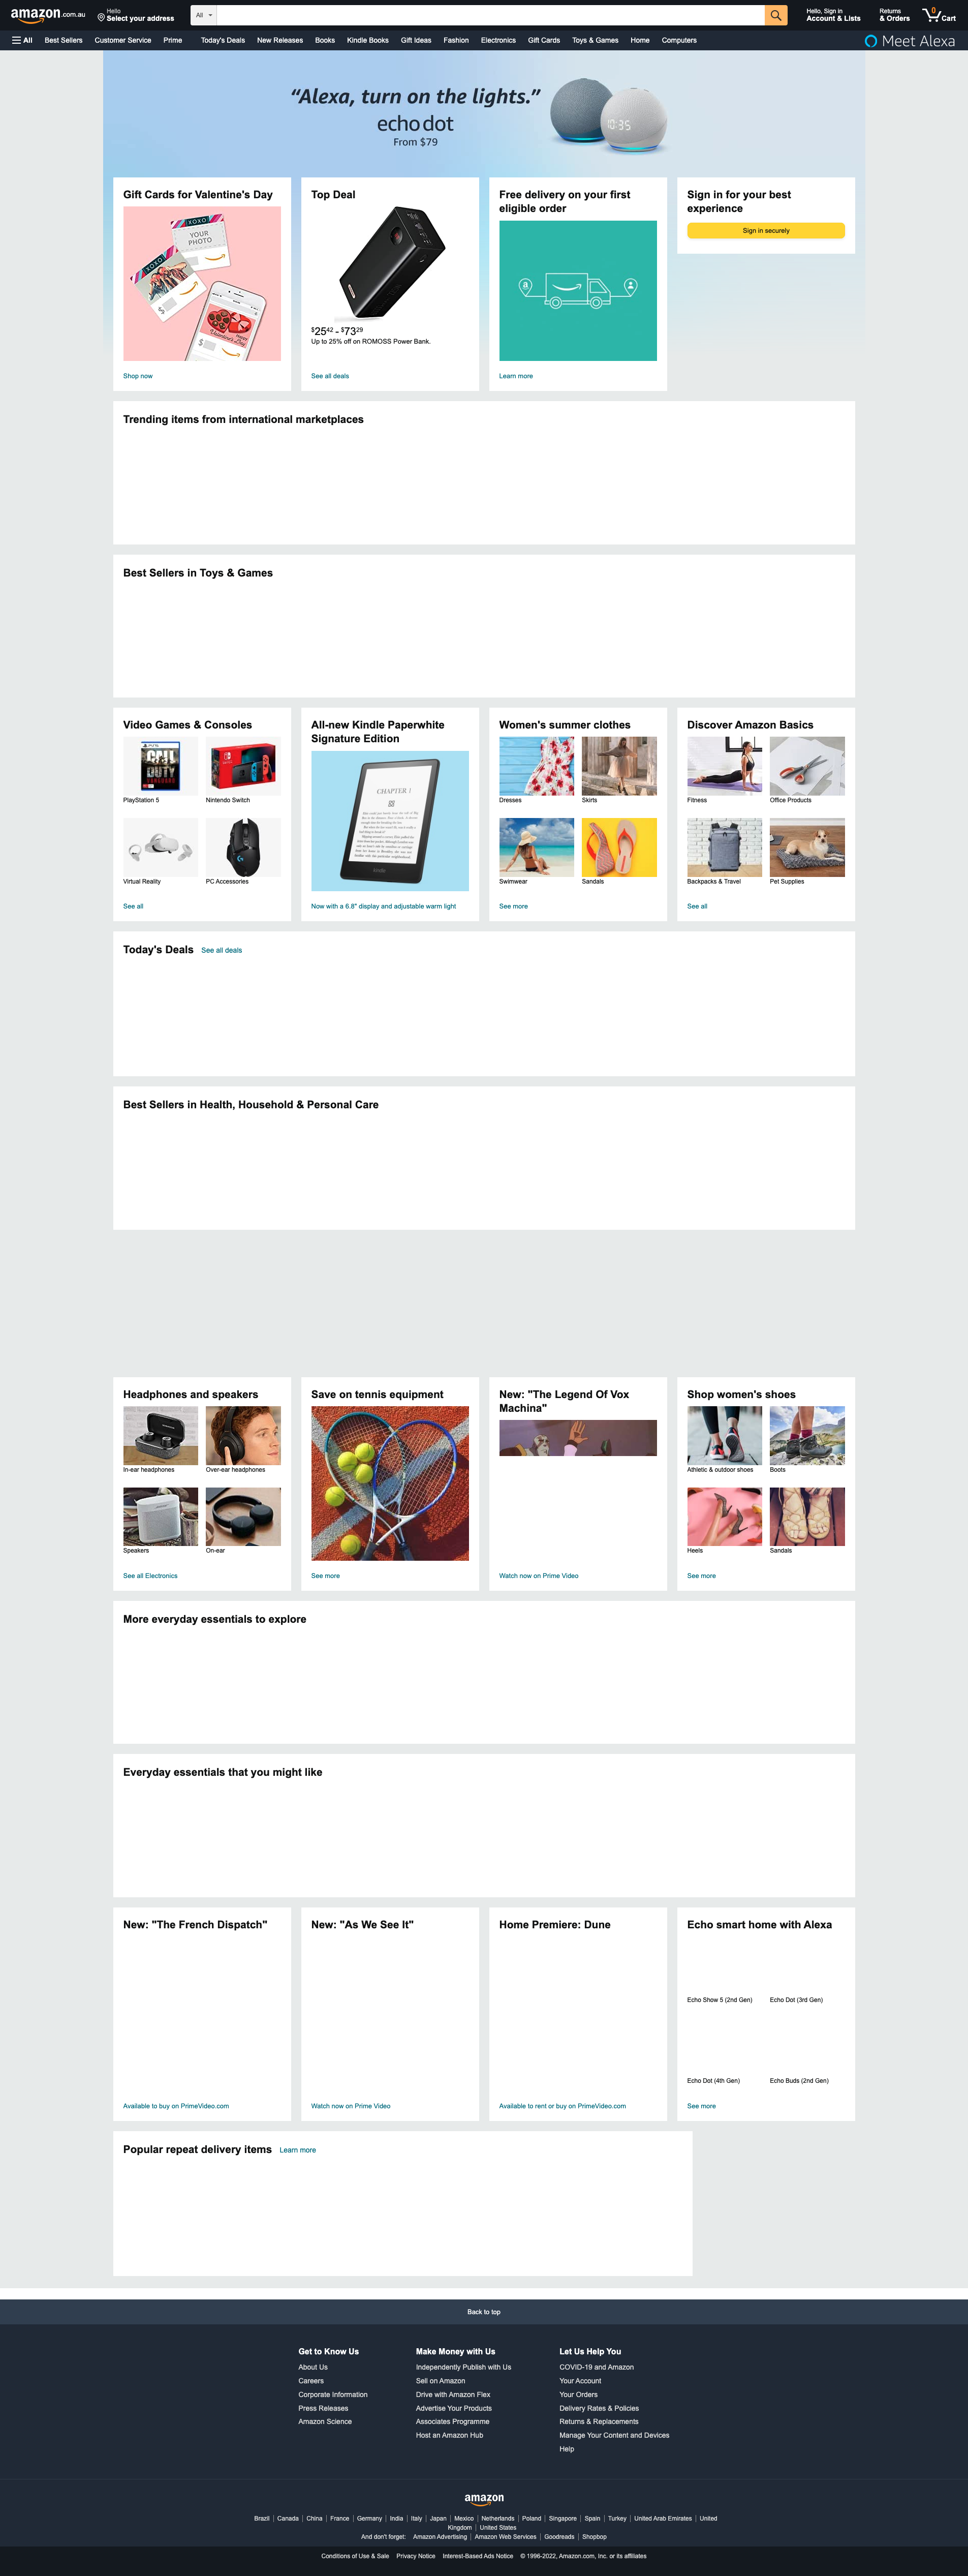 amazon.com.au
Hello
Select your address
All
Hello, Sign in
Account & Lists
Returns
& Orders
0
Cart
All
Best Sellers
Customer Service
Prime
Today's Deals
New Releases
Books
Kindle Books
Gift Ideas
Fashion
Electronics
Gift Cards
Toys & Games
Home
Computers
Meet Alexa
“Alexa, turn on the lights.”
echo dot
From $79
10:35
Gift Cards for Valentine's Day
XOXO
YOUR
PHOTO
XOXO
$
$
Shop now
Top Deal
$2542 - $7329
Up to 25% off on ROMOSS Power Bank.
See all deals
Free delivery on your first
eligible order
Learn more
Sign in for your best
experience
Sign in securely
Trending items from international marketplaces
Best Sellers in Toys & Games
Video Games & Consoles
PlayStation 5
Nintendo Switch
Virtual Reality
PC Accessories
See all
All-new Kindle Paperwhite
Signature Edition
CHAPTER 1
kindle
Now with a 6.8" display and adjustable warm light
Women's summer clothes
Dresses
Skirts
Swimwear
Sandals
See more
Discover Amazon Basics
Fitness
Office Products
Backpacks & Travel
Pet Supplies
See all
Today's Deals
See all deals
Best Sellers in Health, Household & Personal Care
Headphones and speakers
In-ear headphones
Over-ear headphones
Speakers
On-ear
See all Electronics
Save on tennis equipment
See more
New: "The Legend Of Vox
Machina"
Watch now on Prime Video
Shop women's shoes
Athletic & outdoor shoes
Boots
Heels
Sandals
See more
More everyday essentials to explore
Everyday essentials that you might like
New: "The French Dispatch"
Available to buy on PrimeVideo.com
New: "As We See It"
Watch now on Prime Video
Home Premiere: Dune
Available to rent or buy on PrimeVideo.com
Echo smart home with Alexa
Echo Show 5 (2nd Gen)
Echo Dot (3rd Gen)
Echo Dot (4th Gen)
Echo Buds (2nd Gen)
See more
Popular repeat delivery items
Learn more
Back to top
Get to Know Us
About Us
Careers
Corporate Information
Press Releases
Amazon Science
Make Money with Us
Independently Publish with Us
Sell on Amazon
Drive with Amazon Flex
Advertise Your Products
Associates Programme
Host an Amazon Hub
Let Us Help You
COVID-19 and Amazon
Your Account
Your Orders
Delivery Rates & Policies
Returns & Replacements
Manage Your Content and Devices
Help
amazon
Brazil
Canada
China
France
Germany
India
Italy
Japan
Mexico
Netherlands
Poland
Singapore
Spain
Turkey
United Arab Emirates
United
Kingdom
United States
And don't forget:
Amazon Advertising
Amazon Web Services
Goodreads
Shopbop
Conditions of Use & Sale
Privacy Notice
Interest-Based Ads Notice
© 1996-2022, Amazon.com, Inc. or its affiliates